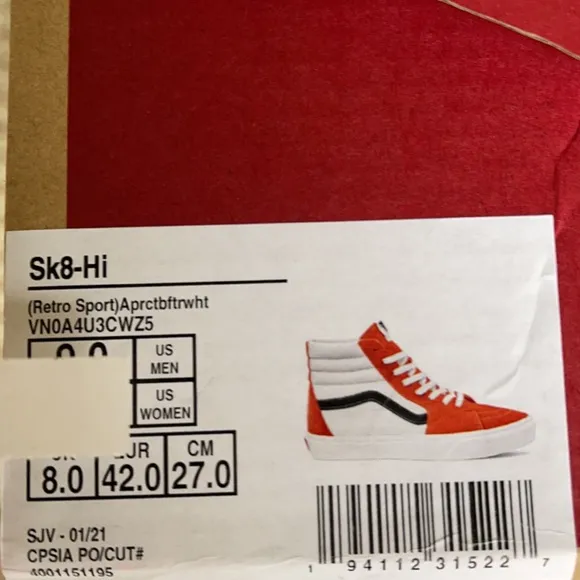 Sk8-Hi
(Retro Sport)Aprctbftrwht
VN0A4U3CWZ5
US
MEN
US
WOMEN
CM
8.0 42.0 27.0
SJV - 01/21
CPSIA PO/CUT#
4001151195
1 94112 31522 7